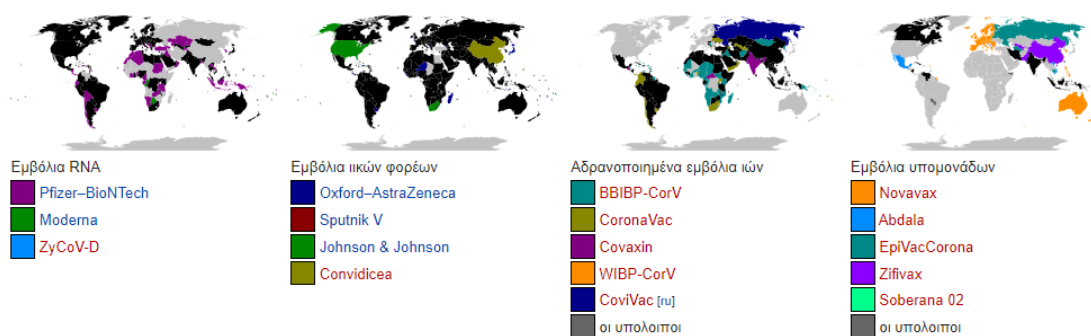 Εμβόλια RNA
Pfizer–BioNTech
Moderna
ZyCoV-D
Εμβόλια ιικών φορέων
Oxford–AstraZeneca
Sputnik V
Johnson & Johnson
Convidicea
Αδρανοποιημένα εμβόλια ιών
BBIBP-CorV
CoronaVac
Covaxin
WIBP-CorV
CoviVac [ru]
οι υπολοιποι
Εμβόλια υπομονάδων
Novavax
Abdala
EpiVacCorona
Zifivax
Soberana 02
οι υπολοιποι